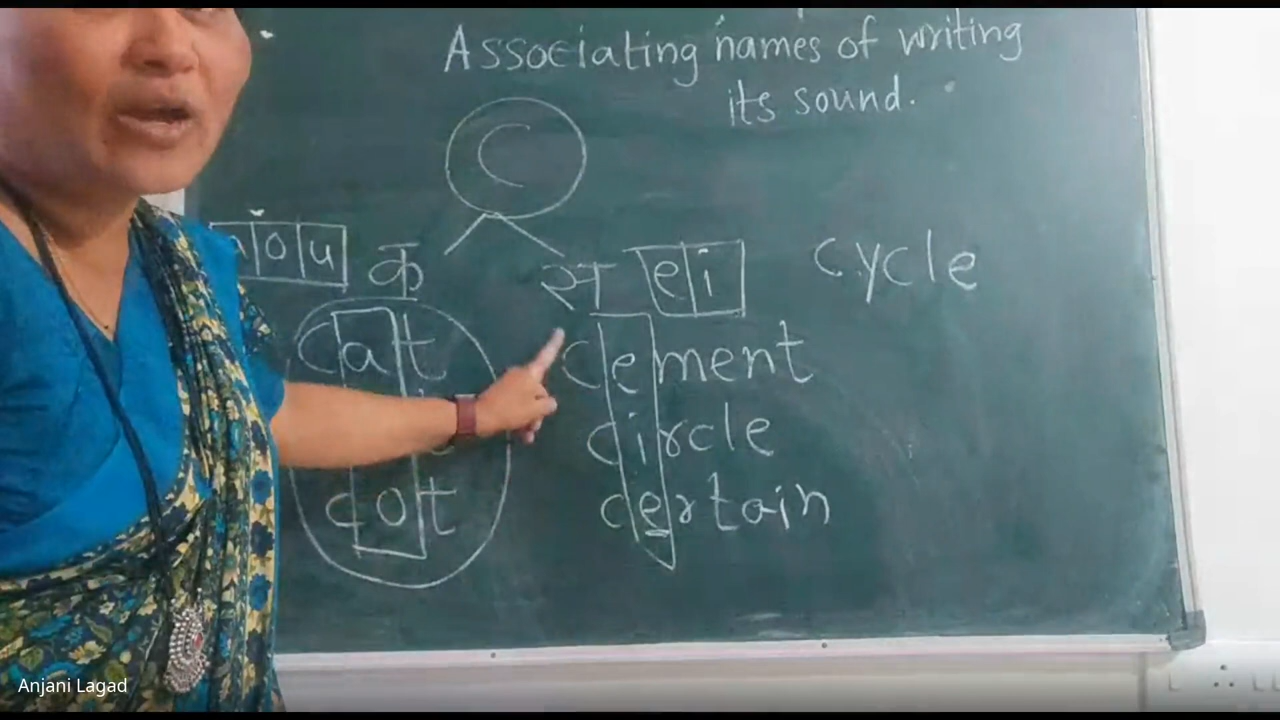 Associating names of writing
its sound.
C
o u क स e i cycle
cat cement
circle
cot certain
Anjani Lagad